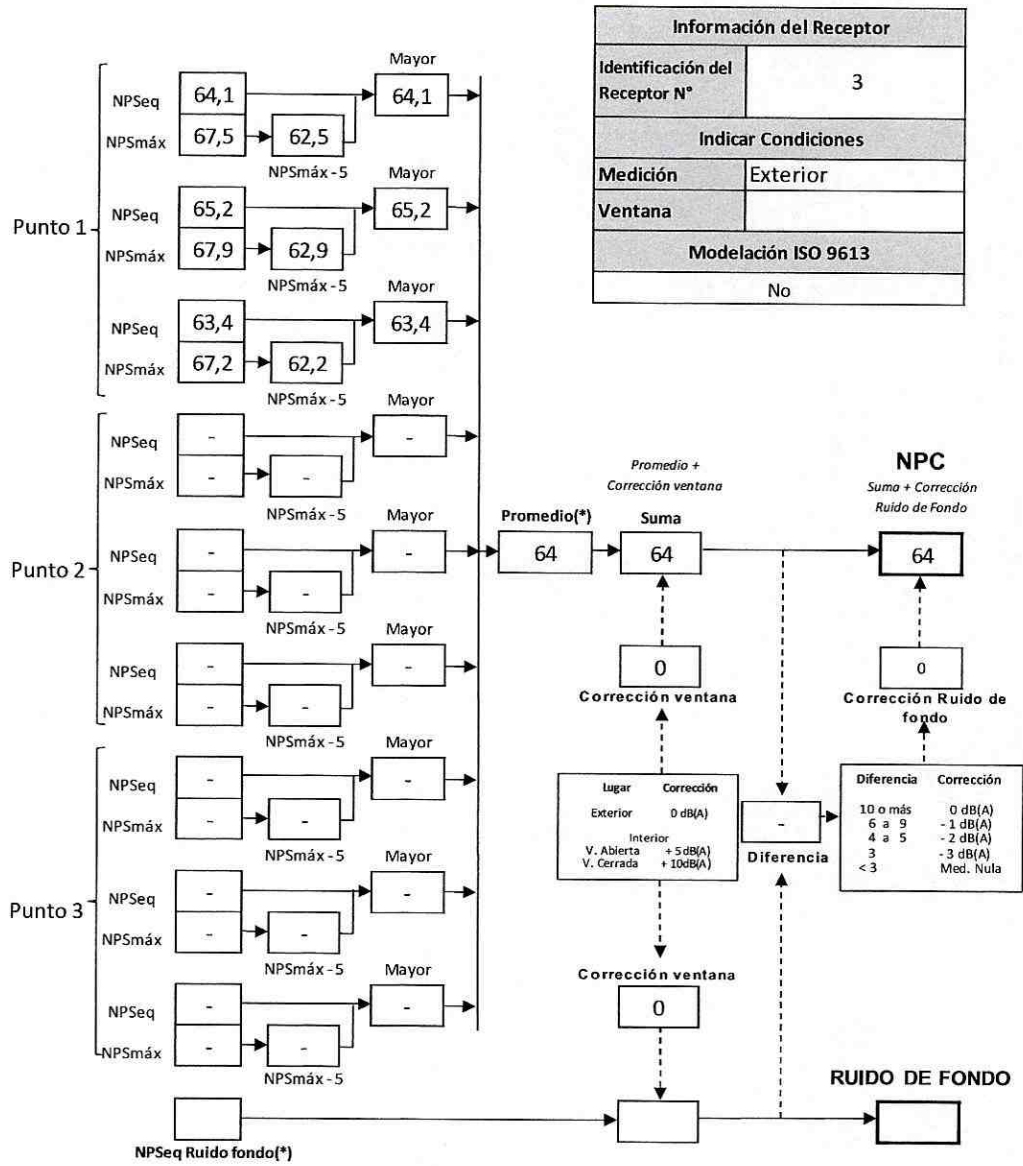 Información del Receptor
Identificación del Receptor N° 3
Indicar Condiciones
Medición Exterior
Ventana
Modelación ISO 9613
No
Punto 1
Mayor
NPSeq 64,1 64,1
NPSmáx 67,5 62,5
NPSmáx - 5 Mayor
NPSeq 65,2 65,2
NPSmáx 67,9 62,9
NPSmáx - 5 Mayor
NPSeq 63,4 63,4
NPSmáx 67,2 62,2
NPSmáx - 5 Mayor
Punto 2
NPSeq - -
NPSmáx - -
NPSmáx - 5 Mayor
NPSeq - -
NPSmáx - -
NPSmáx - 5 Mayor
NPSeq - -
NPSmáx - -
NPSmáx - 5 Mayor
Punto 3
NPSeq - -
NPSmáx - -
NPSmáx - 5 Mayor
NPSeq - -
NPSmáx - -
NPSmáx - 5 Mayor
NPSeq - -
NPSmáx - -
NPSmáx - 5
NPSeq Ruido fondo(*)
Promedio(*)
64
Promedio +
Corrección ventana
Suma
64
0
Corrección ventana
Lugar Corrección
Exterior 0 dB(A)
Interior
V. Abierta + 5dB(A)
V. Cerrada + 10dB(A)
Corrección ventana
0
-
Diferencia
NPC
Suma + Corrección
Ruido de Fondo
64
0
Corrección Ruido de
fondo
Diferencia Corrección
10 o más 0 dB(A)
6 a 9 - 1 dB(A)
4 a 5 - 2 dB(A)
3 - 3 dB(A)
< 3 Med. Nula
RUIDO DE FONDO